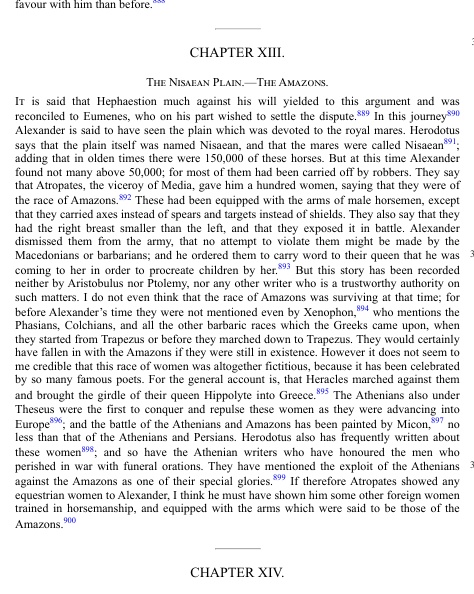 favour with him than before.888
CHAPTER XIII.
The Nisaean Plain.—The Amazons.
It is said that Hephaestion much against his will yielded to this argument and was
reconciled to Eumenes, who on his part wished to settle the dispute.889 In this journey890
Alexander is said to have seen the plain which was devoted to the royal mares. Herodotus
says that the plain itself was named Nisaean, and that the mares were called Nisaean891;
adding that in olden times there were 150,000 of these horses. But at this time Alexander
found not many above 50,000; for most of them had been carried off by robbers. They say
that Atropates, the viceroy of Media, gave him a hundred women, saying that they were of
the race of Amazons.892 These had been equipped with the arms of male horsemen, except
that they carried axes instead of spears and targets instead of shields. They also say that they
had the right breast smaller than the left, and that they exposed it in battle. Alexander
dismissed them from the army, that no attempt to violate them might be made by the
Macedonians or barbarians; and he ordered them to carry word to their queen that he was
coming to her in order to procreate children by her.893 But this story has been recorded
neither by Aristobulus nor Ptolemy, nor any other writer who is a trustworthy authority on
such matters. I do not even think that the race of Amazons was surviving at that time; for
before Alexander's time they were not mentioned even by Xenophon,894 who mentions the
Phasians, Colchians, and all the other barbaric races which the Greeks came upon, when
they started from Trapezus or before they marched down to Trapezus. They would certainly
have fallen in with the Amazons if they were still in existence. However it does not seem to
me credible that this race of women was altogether fictitious, because it has been celebrated
by so many famous poets. For the general account is, that Heracles marched against them
and brought the girdle of their queen Hippolyte into Greece.895 The Athenians also under
Theseus were the first to conquer and repulse these women as they were advancing into
Europe896; and the battle of the Athenians and Amazons has been painted by Micon,897 no
less than that of the Athenians and Persians. Herodotus also has frequently written about
these women898; and so have the Athenian writers who have honoured the men who
perished in war with funeral orations. They have mentioned the exploit of the Athenians
against the Amazons as one of their special glories.899 If therefore Atropates showed any
equestrian women to Alexander, I think he must have shown him some other foreign women
trained in horsemanship, and equipped with the arms which were said to be those of the
Amazons.900
CHAPTER XIV.